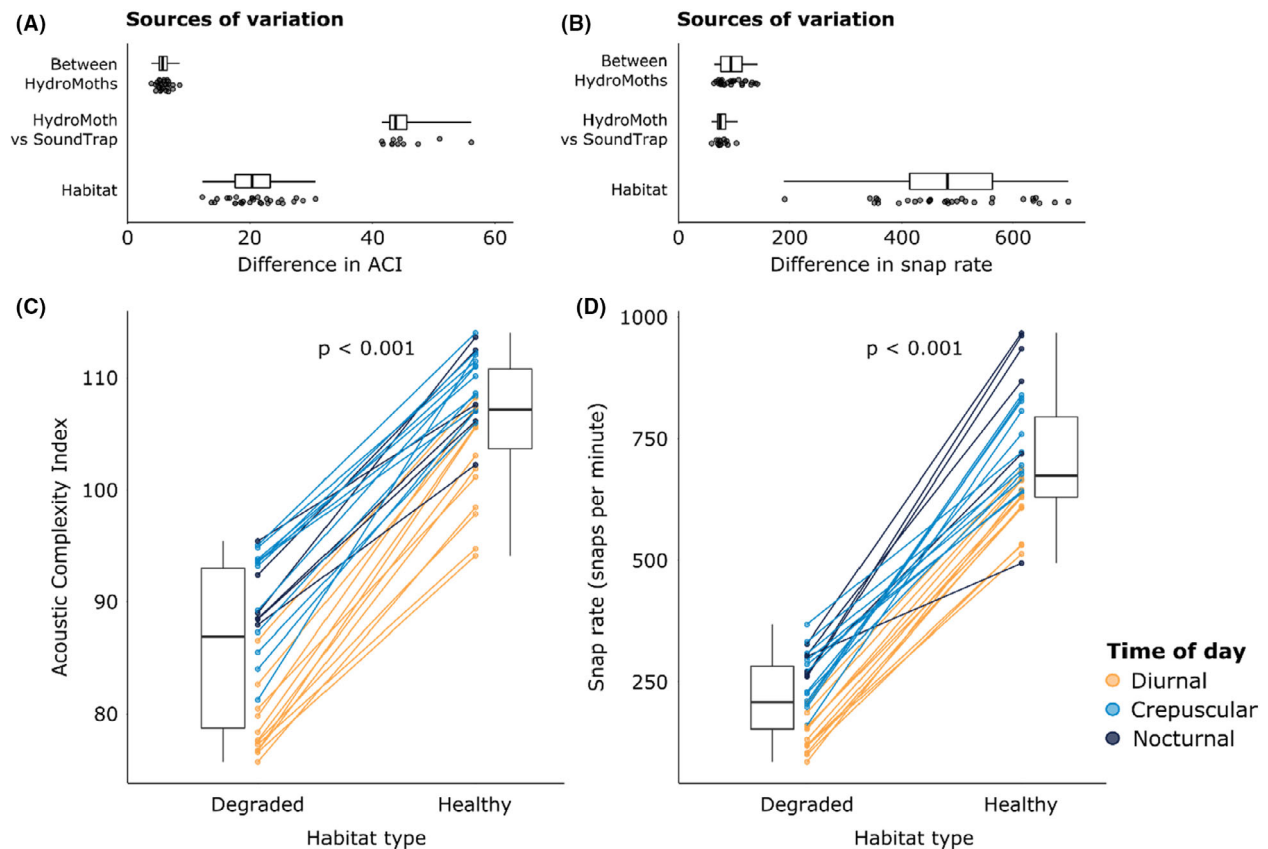 (A)
Sources of variation
Between
HydroMoths
HydroMoth
vs SoundTrap
Habitat
0
20
40
60
Difference in ACI
(B)
Sources of variation
Between
HydroMoths
HydroMoth
vs SoundTrap
Habitat
0
200
400
600
Difference in snap rate
(C)
p < 0.001
Acoustic Complexity Index
110
100
90
80
Degraded
Healthy
Habitat type
(D)
p < 0.001
Snap rate (snaps per minute)
1000
750
500
250
Degraded
Healthy
Habitat type
Time of day
Diurnal
Crepuscular
Nocturnal